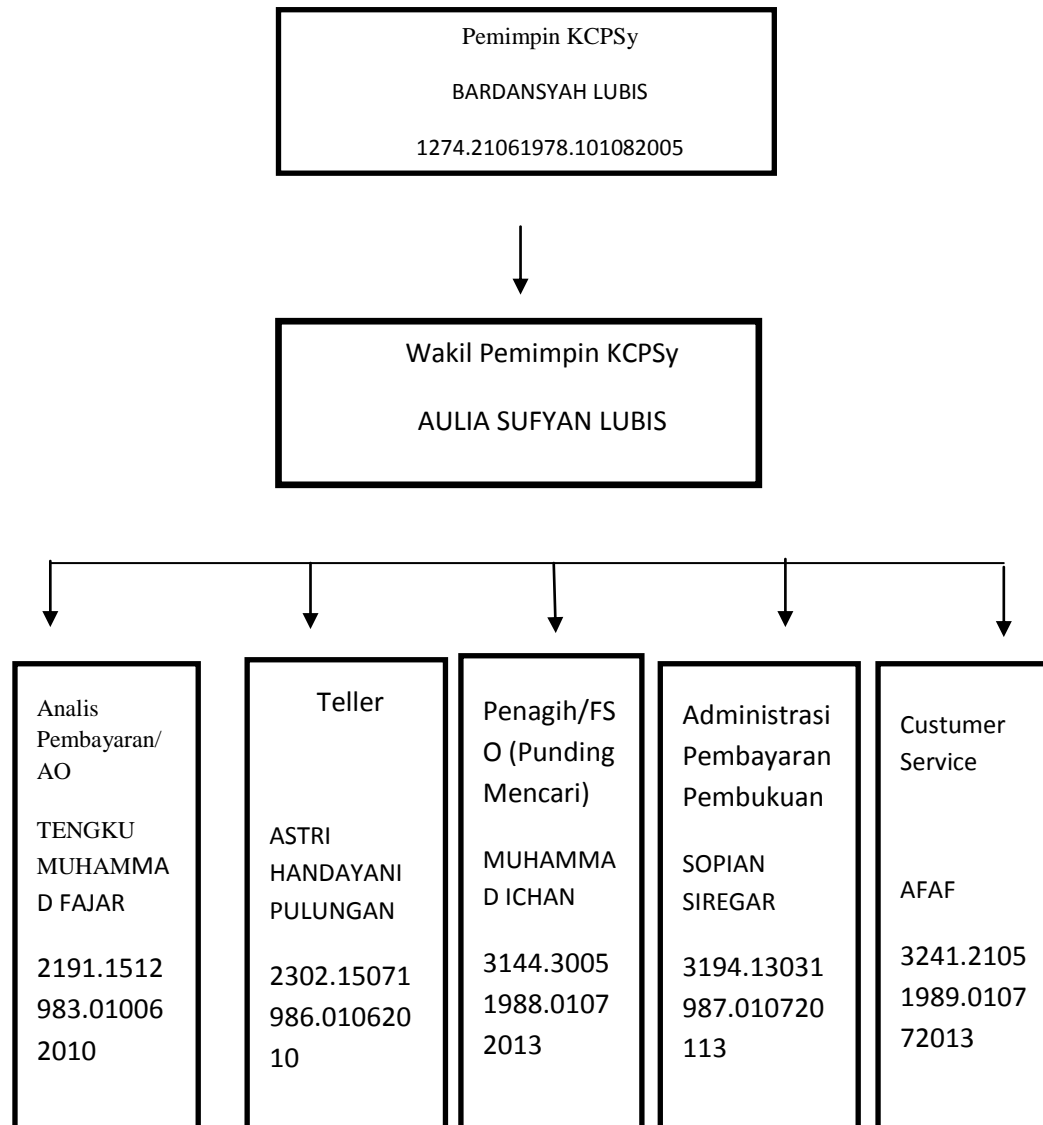 Pemimpin KCPSy
BARDANSYAH LUBIS
1274.21061978.101082005
Wakil Pemimpin KCPSy
AULIA SUFYAN LUBIS
Analis
Pembayaran/
AO
TENGKU
MUHAMMA
D FAJAR
2191.1512
983.01006
2010
Teller
ASTRI
HANDAYANI
PULUNGAN
2302.15071
986.010620
10
Penagih/FS
O (Punding
Mencari)
MUHAMMA
D ICHAN
3144.3005
1988.0107
2013
Administrasi
Pembayaran
Pembukuan
SOPIAN
SIREGAR
3194.13031
987.010720
113
Custumer
Service
AFAF
3241.2105
1989.0107
72013